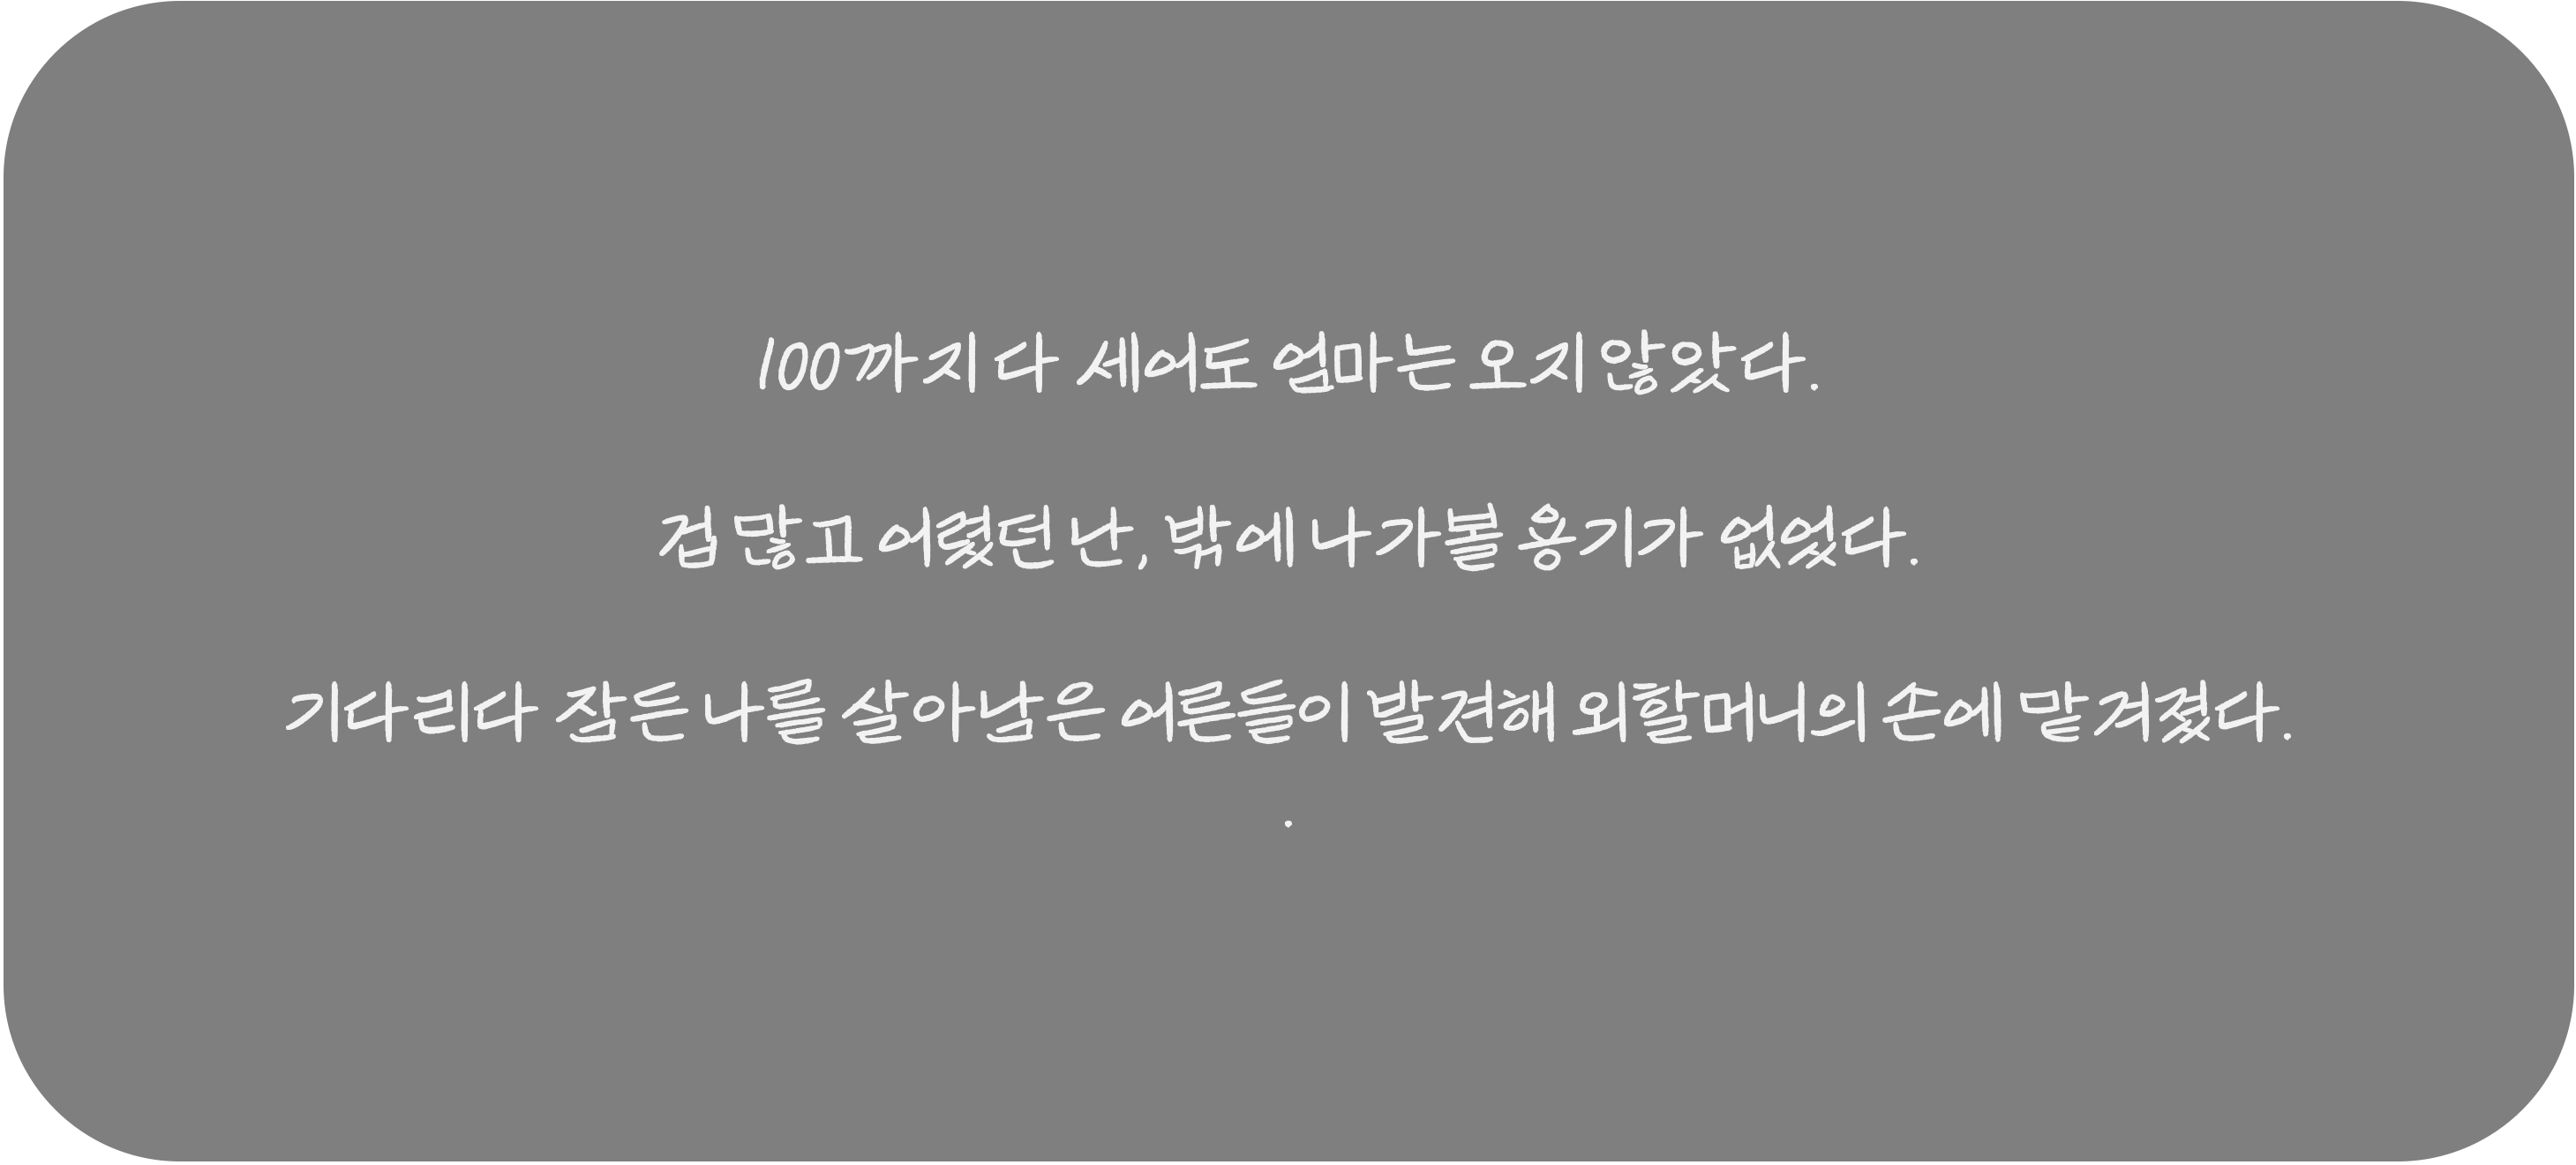 100까지 다 세어도 엄마는 오지 않았다.
겁 많고 어렸던 난, 밖에 나가볼 용기가 없었다.
기다리다 잠든 나를 살아남은 어른들이 발견해 외할머니의 손에 맡겨졌다.
.